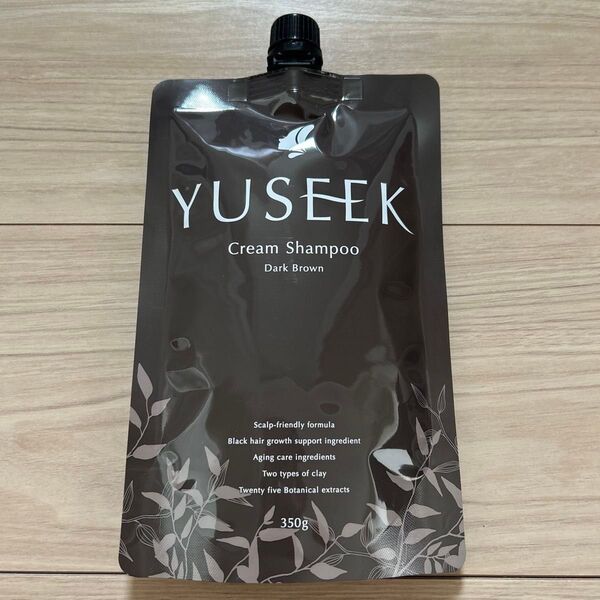 YUSEEK
Cream Shampoo
Dark Brown
Scalp-friendly formula
Black hair growth support ingredient
Aging care ingredients
Two types of clay
Twenty five Botanical extracts
350g